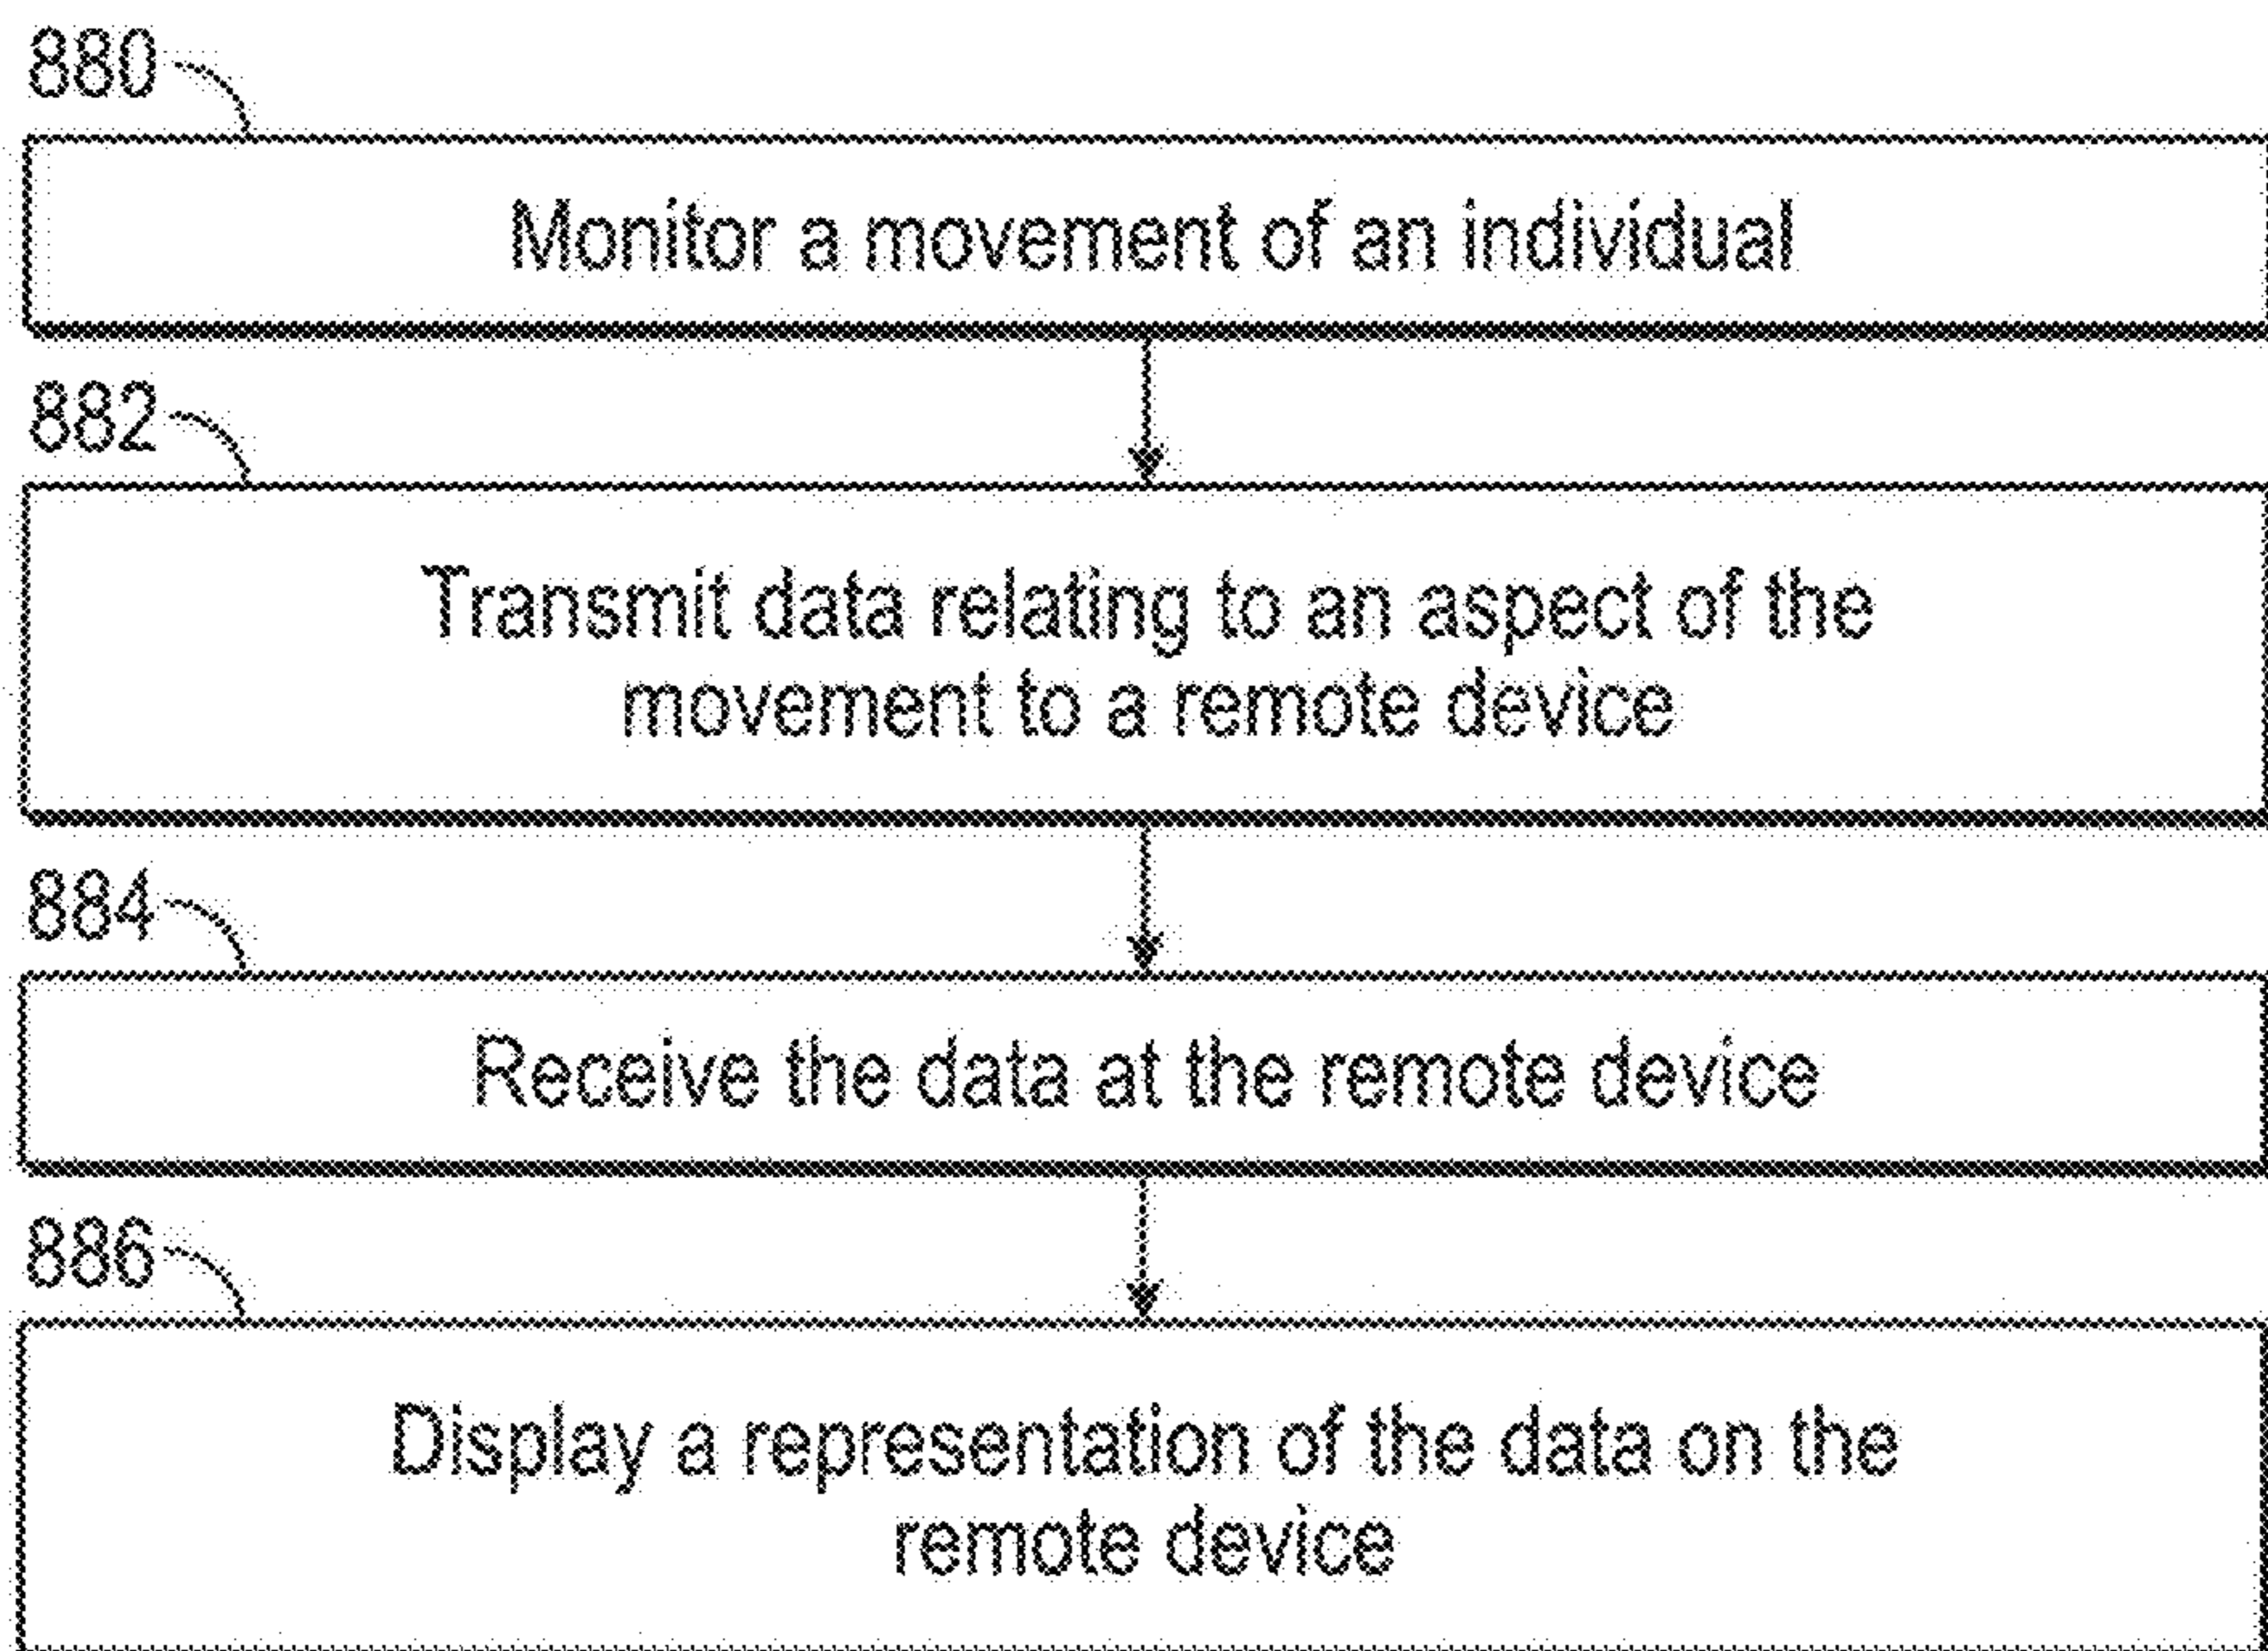 880
Monitor a movement of an individual
882
Transmit data relating to an aspect of the
movement to a remote device
884
Receive the data at the remote device
886
Display a representation of the data on the
remote device